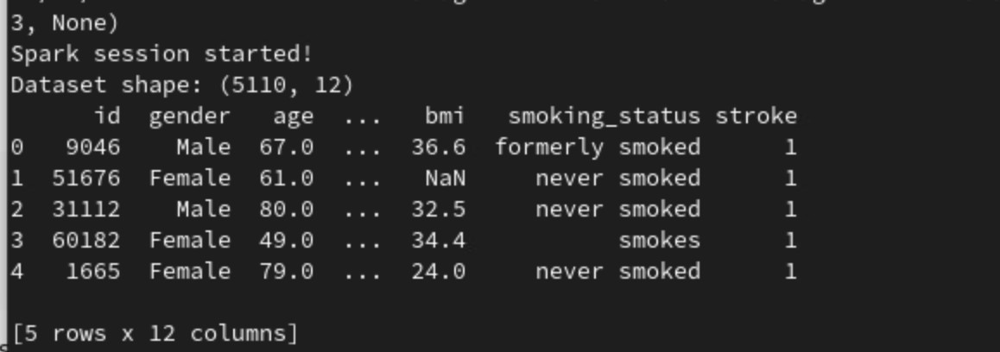 3, None)
Spark session started!
Dataset shape: (5110, 12)
id gender age ... bmi smoking_status stroke
0 9046 Male 67.0 ... 36.6 formerly smoked 1
1 51676 Female 61.0 ... NaN never smoked 1
2 31112 Male 80.0 ... 32.5 never smoked 1
3 60182 Female 49.0 ... 34.4 smokes 1
4 1665 Female 79.0 ... 24.0 never smoked 1
[5 rows x 12 columns]